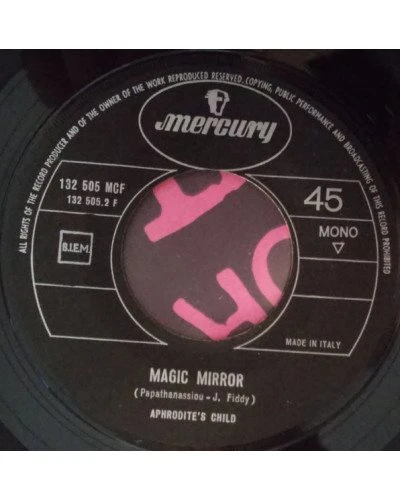 ALL RIGHTS OF THE RECORD PRODUCER AND OF THE OWNER OF THE WORK REPRODUCED RESERVED. COPYING, PUBLIC PERFORMANCE AND BROADCASTING OF THIS RECORD PROHIBITED
mercury
132 505 MCF
132 505.2 F
45
MONO
B.I.E.M.
MADE IN ITALY
MAGIC MIRROR
(Papathanassiou - J. Fiddy)
APHRODITE'S CHILD